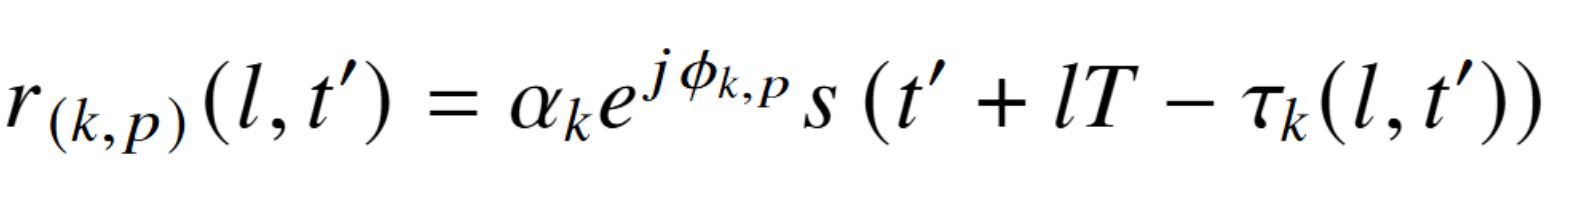 r_{(k,p)}(l, t′) = α_k e^{jϕ_{k,p}} s (t′ + lT − τ_k(l, t′))